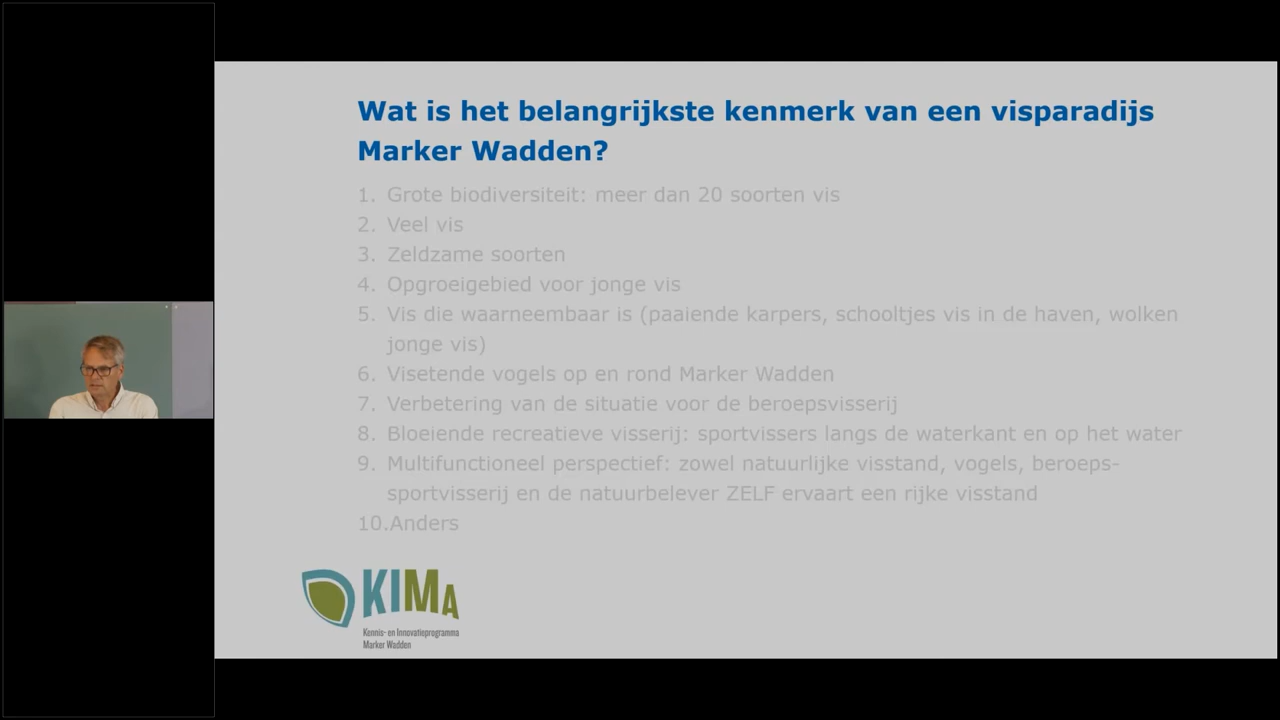 Wat is het belangrijkste kenmerk van een visparadijs
Marker Wadden?
1. Grote biodiversiteit: meer dan 20 soorten vis
2. Veel vis
3. Zeldzame soorten
4. Opgroeigebied voor jonge vis
5. Vis die waarneembaar is (paaiende karpers, schooltjes vis in de haven, wolken
jonge vis)
6. Visetende vogels op en rond Marker Wadden
7. Verbetering van de situatie voor de beroepsvisserij
8. Bloeiende recreatieve visserij: sportvissers langs de waterkant en op het water
9. Multifunctioneel perspectief: zowel natuurlijke visstand, vogels, beroeps-
sportvisserij en de natuurbelever ZELF ervaart een rijke visstand
10.Anders
KIMA
Kennis- en Innovatieprogramma
Marker Wadden